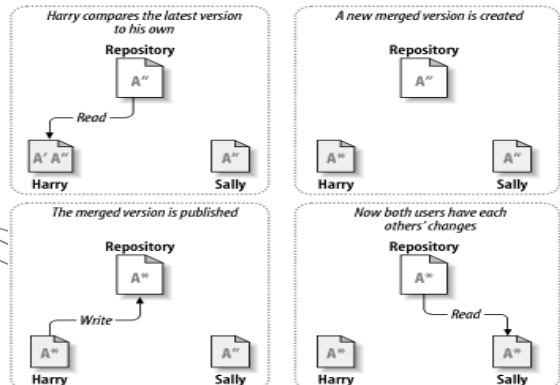 Harry compares the latest version
to his own
Repository
A″
Read
A′ A″
A″
Harry
Sally
A new merged version is created
Repository
A″
A*
A″
Harry
Sally
The merged version is published
Repository
A*
Write
A*
A″
Harry
Sally
Now both users have each
others’ changes
Repository
A*
Read
A*
A*
Harry
Sally